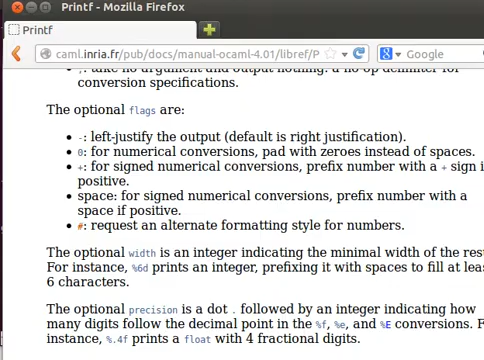 Printf - Mozilla Firefox
Printf
caml.inria.fr/pub/docs/manual-ocaml-4.01/libref/P
Google
conversion specifications.
The optional flags are:
-: left-justify the output (default is right justification).
0: for numerical conversions, pad with zeroes instead of spaces.
+: for signed numerical conversions, prefix number with a + sign i
positive.
space: for signed numerical conversions, prefix number with a
space if positive.
#: request an alternate formatting style for numbers.
The optional width is an integer indicating the minimal width of the res
For instance, %6d prints an integer, prefixing it with spaces to fill at lea
6 characters.
The optional precision is a dot . followed by an integer indicating how
many digits follow the decimal point in the %f, %e, and %E conversions. F
instance, %.4f prints a float with 4 fractional digits.